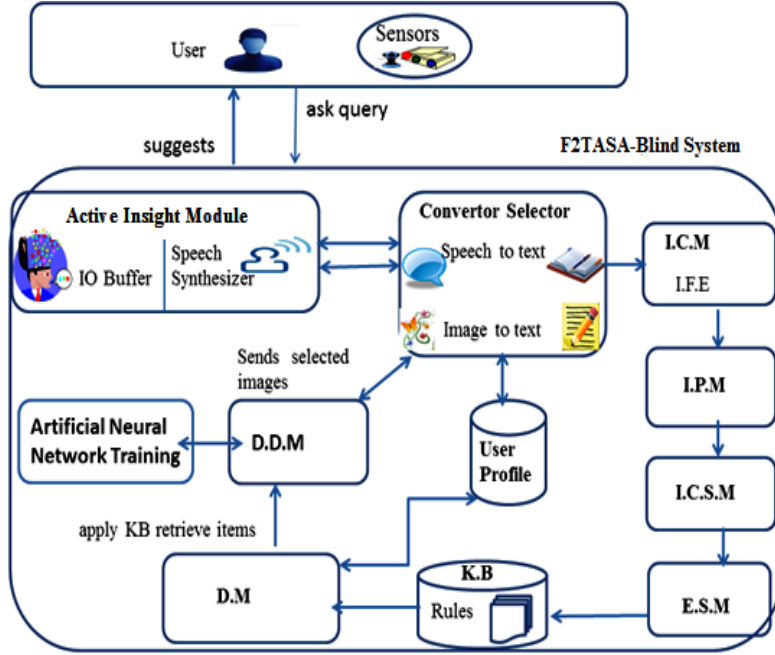 User
Sensors
suggests
ask query
F2TASA-Blind System
Active Insight Module
IO Buffer
Speech
Synthesizer
Convertor Selector
Speech to text
Image to text
I.C.M
I.F.E
I.P.M
I.C.S.M
E.S.M
Sends selected
images
Artificial Neural
Network Training
D.D.M
User
Profile
apply KB retrieve items
D.M
K.B
Rules